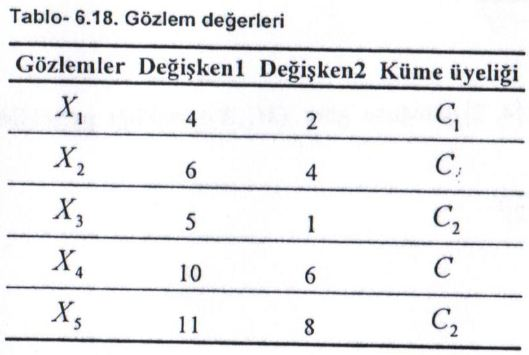 Tablo- 6.18. Gözlem değerleri
Gözlemler Değişken1 Değişken2 Küme üyeliği
X₁ 4 2 C₁
X₂ 6 4 C
X₃ 5 1 C₂
X₄ 10 6 C
X₅ 11 8 C₂